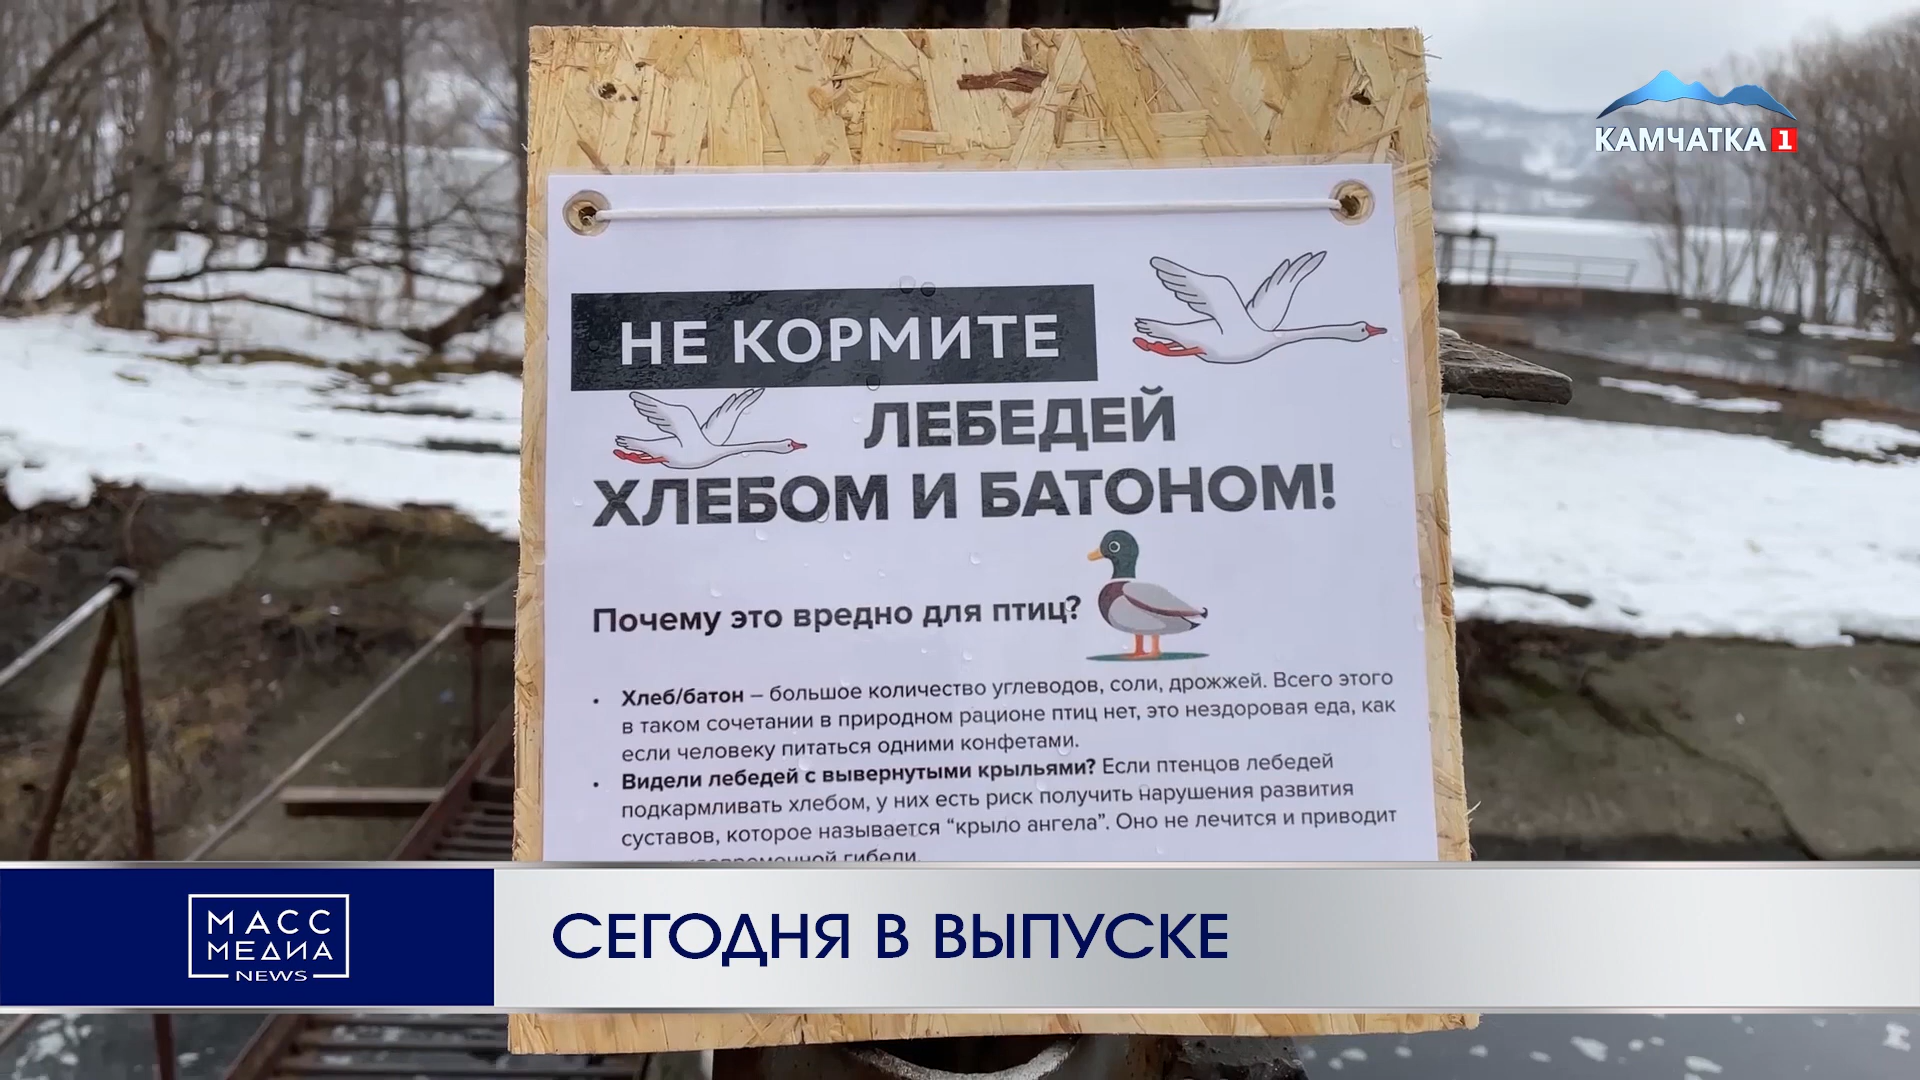 КАМЧАТКА 1
НЕ КОРМИТЕ
ЛЕБЕДЕЙ
ХЛЕБОМ И БАТОНОМ!
Почему это вредно для птиц?
• Хлеб/батон – большое количество углеводов, соли, дрожжей. Всего этого
в таком сочетании в природном рационе птиц нет, это нездоровая еда, как
если человеку питаться одними конфетами.
• Видели лебедей с вывернутыми крыльями? Если птенцов лебедей
подкармливать хлебом, у них есть риск получить нарушения развития
суставов, которое называется “крыло ангела”. Оно не лечится и приводит
гибели.
МАСС
МЕДИА
NEWS
СЕГОДНЯ В ВЫПУСКЕ